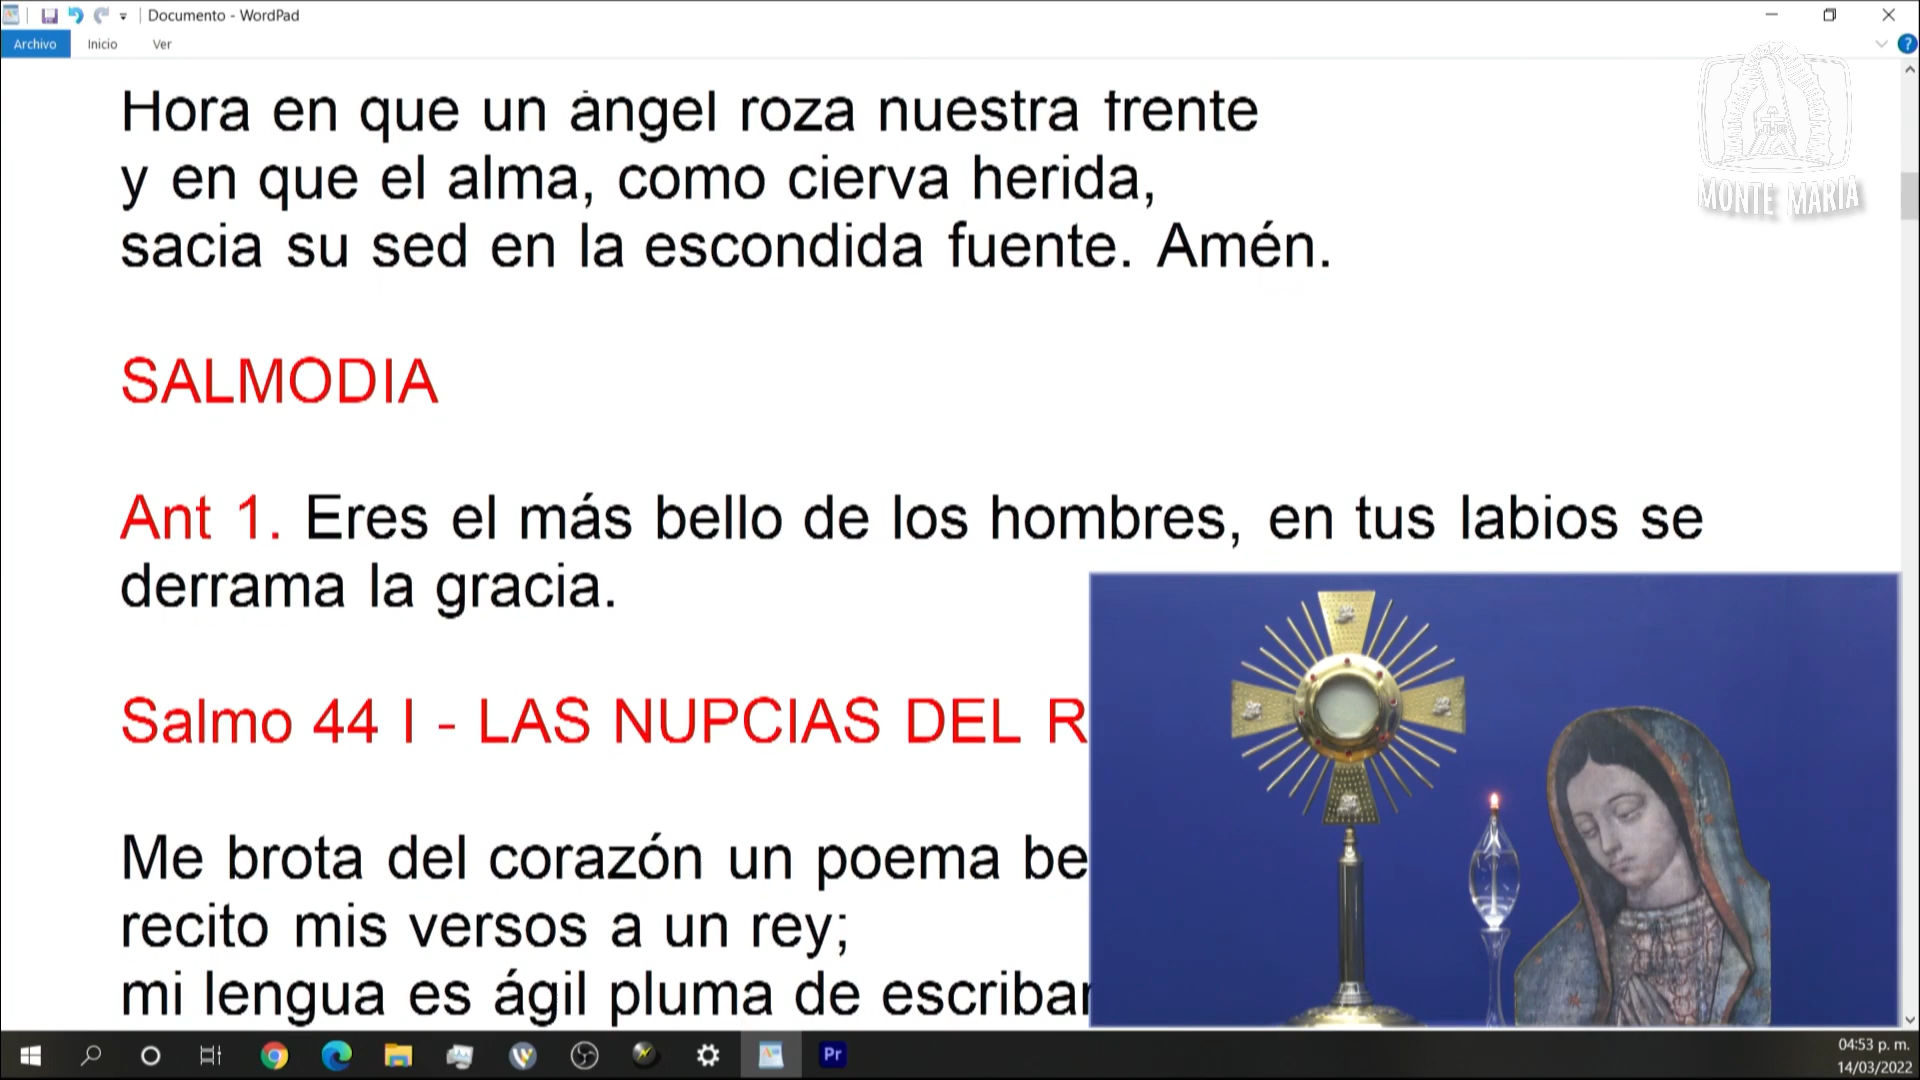 Documento - WordPad
Archivo Inicio Ver
MONTE MARÍA
Hora en que un ángel roza nuestra frente
y en que el alma, como cierva herida,
sacia su sed en la escondida fuente. Amén.
SALMODIA
Ant 1. Eres el más bello de los hombres, en tus labios se
derrama la gracia.
Salmo 44 I - LAS NUPCIAS DEL R
Me brota del corazón un poema be
recito mis versos a un rey;
mi lengua es ágil pluma de escriban
Pr
04:53 p. m.
14/03/2022